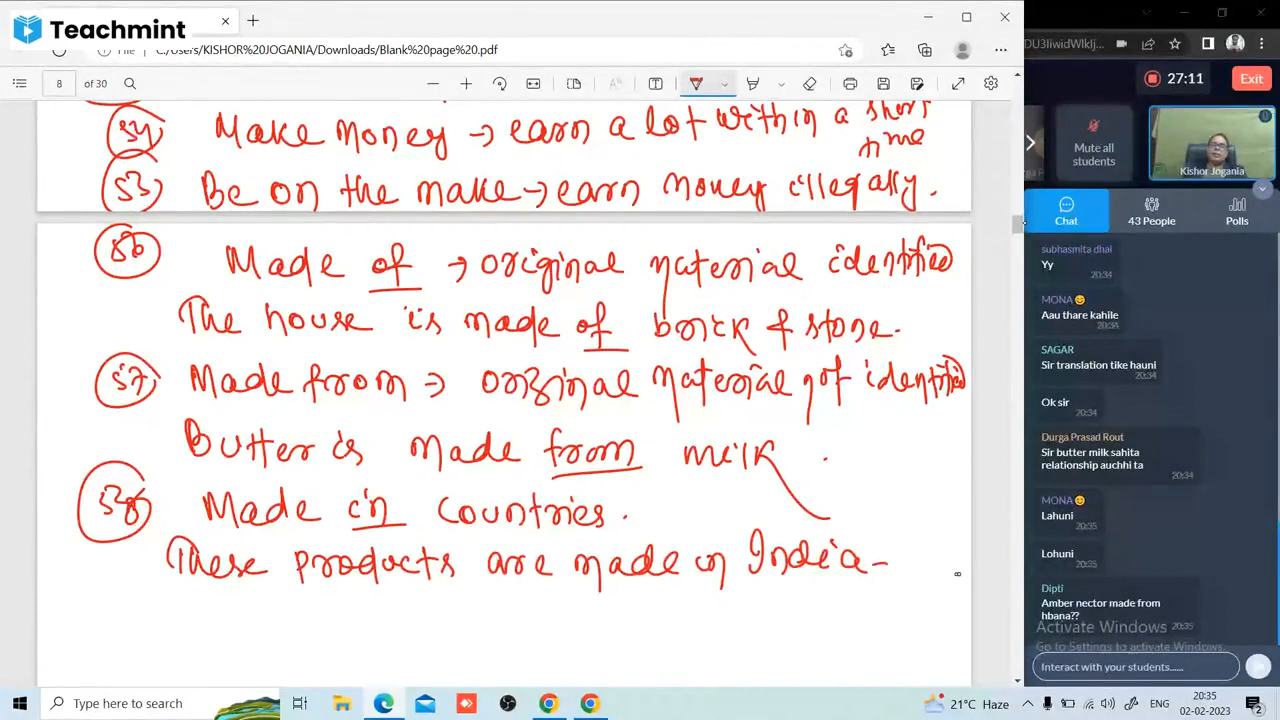 Teachmint
File C:/Users/KISHOR%20JOGANIA/Downloads/Blank%20page%20.pdf
8 of 30
54 Make money → earn a lot within a short time
Be on the make → earn money illegally.
56 Made of → original material identified
The house is made of brick & stone.
57 Made from → original material not identified
Butter is made from milk.
58 Made in countries.
These products are made in India
DU3liwidWlklj...
27:11
Exit
Mute all students
Kishor Jogania
Chat
43 People
Polls
subhasmita dhal
Yy
20:34
MONA😊
Aau thare kahile
20:34
SAGAR
Sir translation tike hauni
20:34
Ok sir
20:34
Durga Prasad Rout
Sir butter milk sahita relationship auchhi ta
20:34
MONA😊
Lahuni
20:35
Lohuni
20:35
Dipti
Amber nector made from hbana??
20:35
Activate Windows
Go to Settings to activate Windows.
Interact with your students......
Type here to search
21°C Haze
ENG
20:35
02-02-2023
2